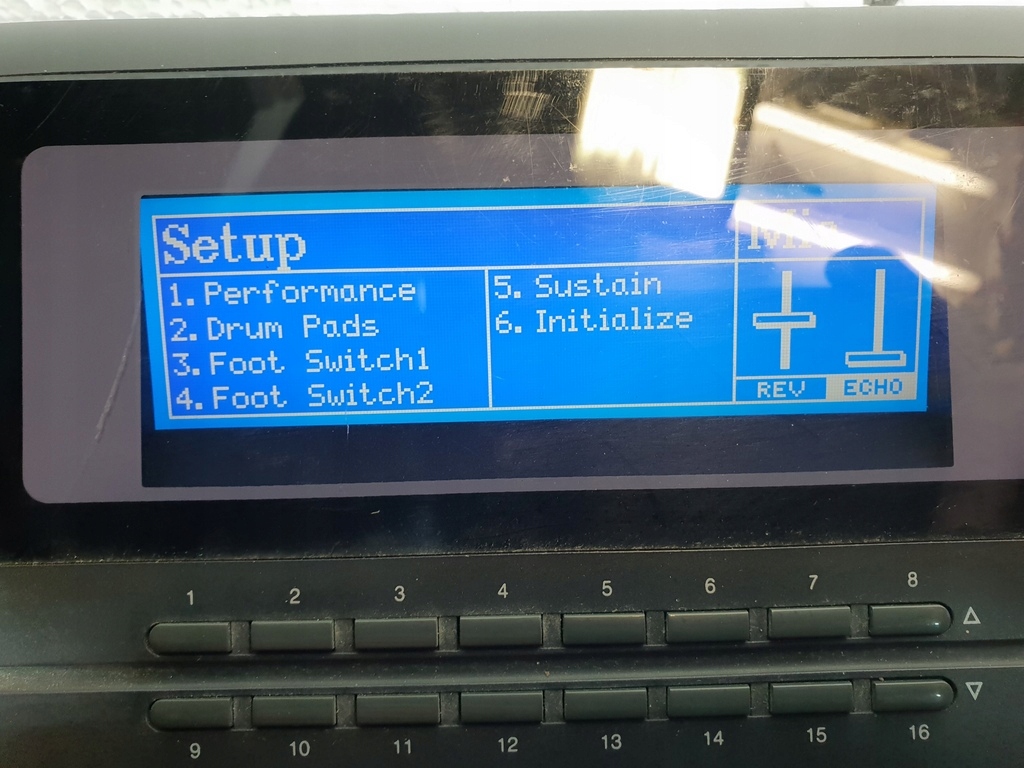 Setup
1. Performance
2. Drum Pads
3. Foot Switch1
4. Foot Switch2
5. Sustain
6. Initialize
REV ECHO
1 2 3 4 5 6 7 8
9 10 11 12 13 14 15 16